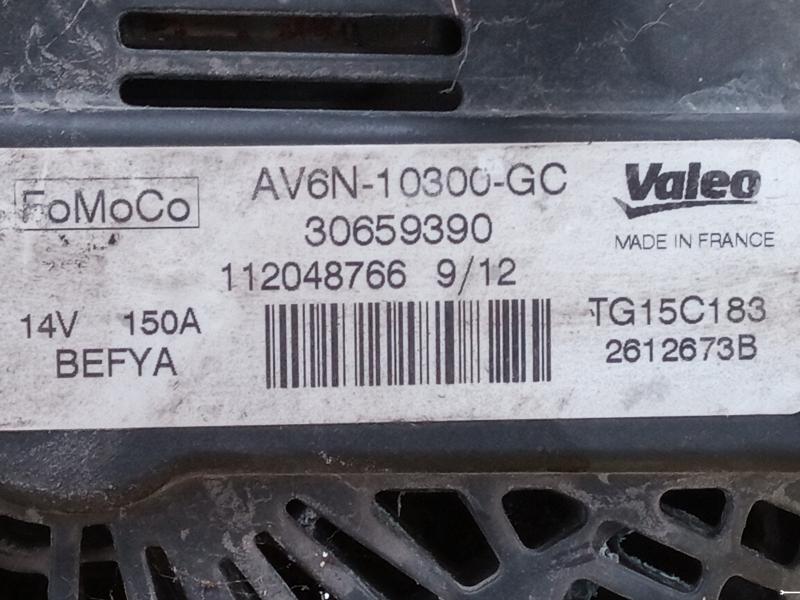 FoMoCo
AV6N-10300-GC
30659390
112048766 9/12
Valeo
MADE IN FRANCE
14V 150A
BEFYA
TG15C183
2612673B